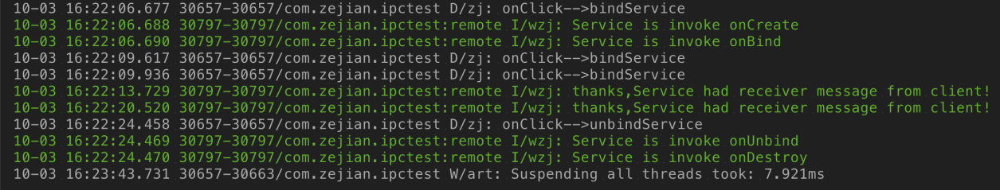 10-03 16:22:06.677 30657-30657/com.zejian.ipctest D/zj: onClick-->bindService
10-03 16:22:06.688 30797-30797/com.zejian.ipctest:remote I/wzj: Service is invoke onCreate
10-03 16:22:06.690 30797-30797/com.zejian.ipctest:remote I/wzj: Service is invoke onBind
10-03 16:22:09.617 30657-30657/com.zejian.ipctest D/zj: onClick-->bindService
10-03 16:22:09.936 30657-30657/com.zejian.ipctest D/zj: onClick-->bindService
10-03 16:22:13.729 30797-30797/com.zejian.ipctest:remote I/wzj: thanks,Service had receiver message from client!
10-03 16:22:20.520 30797-30797/com.zejian.ipctest:remote I/wzj: thanks,Service had receiver message from client!
10-03 16:22:24.458 30657-30657/com.zejian.ipctest D/zj: onClick-->unbindService
10-03 16:22:24.469 30797-30797/com.zejian.ipctest:remote I/wzj: Service is invoke onUnbind
10-03 16:22:24.470 30797-30797/com.zejian.ipctest:remote I/wzj: Service is invoke onDestroy
10-03 16:23:43.731 30657-30663/com.zejian.ipctest W/art: Suspending all threads took: 7.921ms